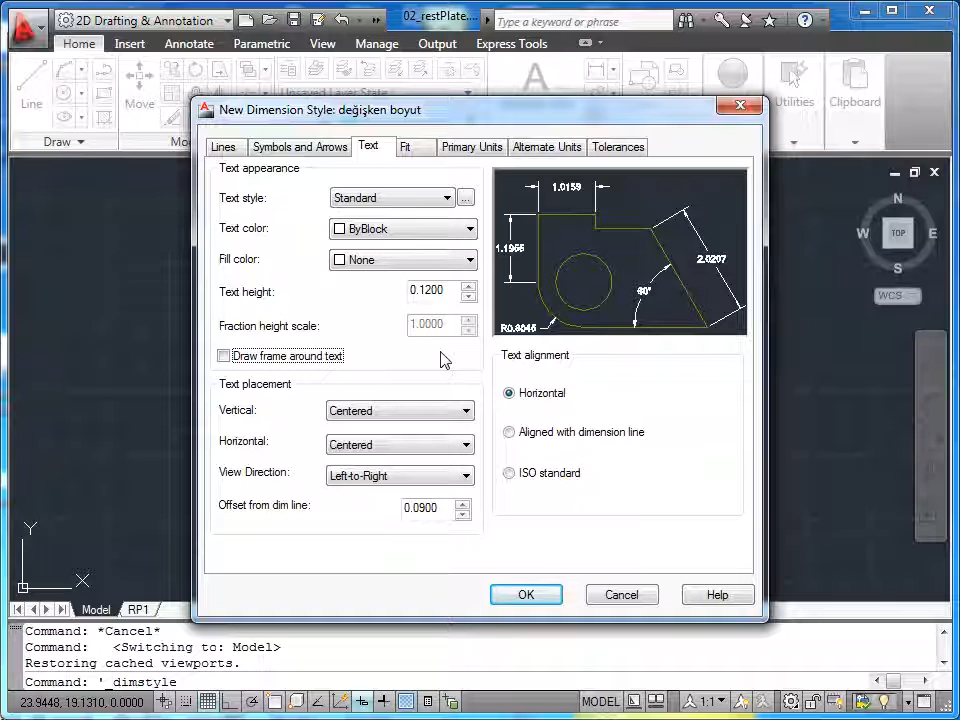 2D Drafting & Annotation
02_restPlate....
Type a keyword or phrase
Home Insert Annotate Parametric View Manage Output Express Tools
Line
Move
Unsaved Layer State
Utilities
Clipboard
Draw
New Dimension Style: değişken boyut
Lines Symbols and Arrows Text Fit Primary Units Alternate Units Tolerances
Text appearance
Text style: Standard ...
Text color: ByBlock
Fill color: None
Text height: 0.1200
Fraction height scale: 1.0000
Draw frame around text
Text placement
Vertical: Centered
Horizontal: Centered
View Direction: Left-to-Right
Offset from dim line: 0.0900
1.0159
1.1955
2.0207
60°
R0.8045
Text alignment
Horizontal
Aligned with dimension line
ISO standard
OK Cancel Help
N
W TOP E
S
WCS
Y
X
Model RP1
Command: *Cancel*
Command: <Switching to: Model>
Restoring cached viewports.
Command: '_dimstyle
23.9448, 19.1310, 0.0000 MODEL 1:1